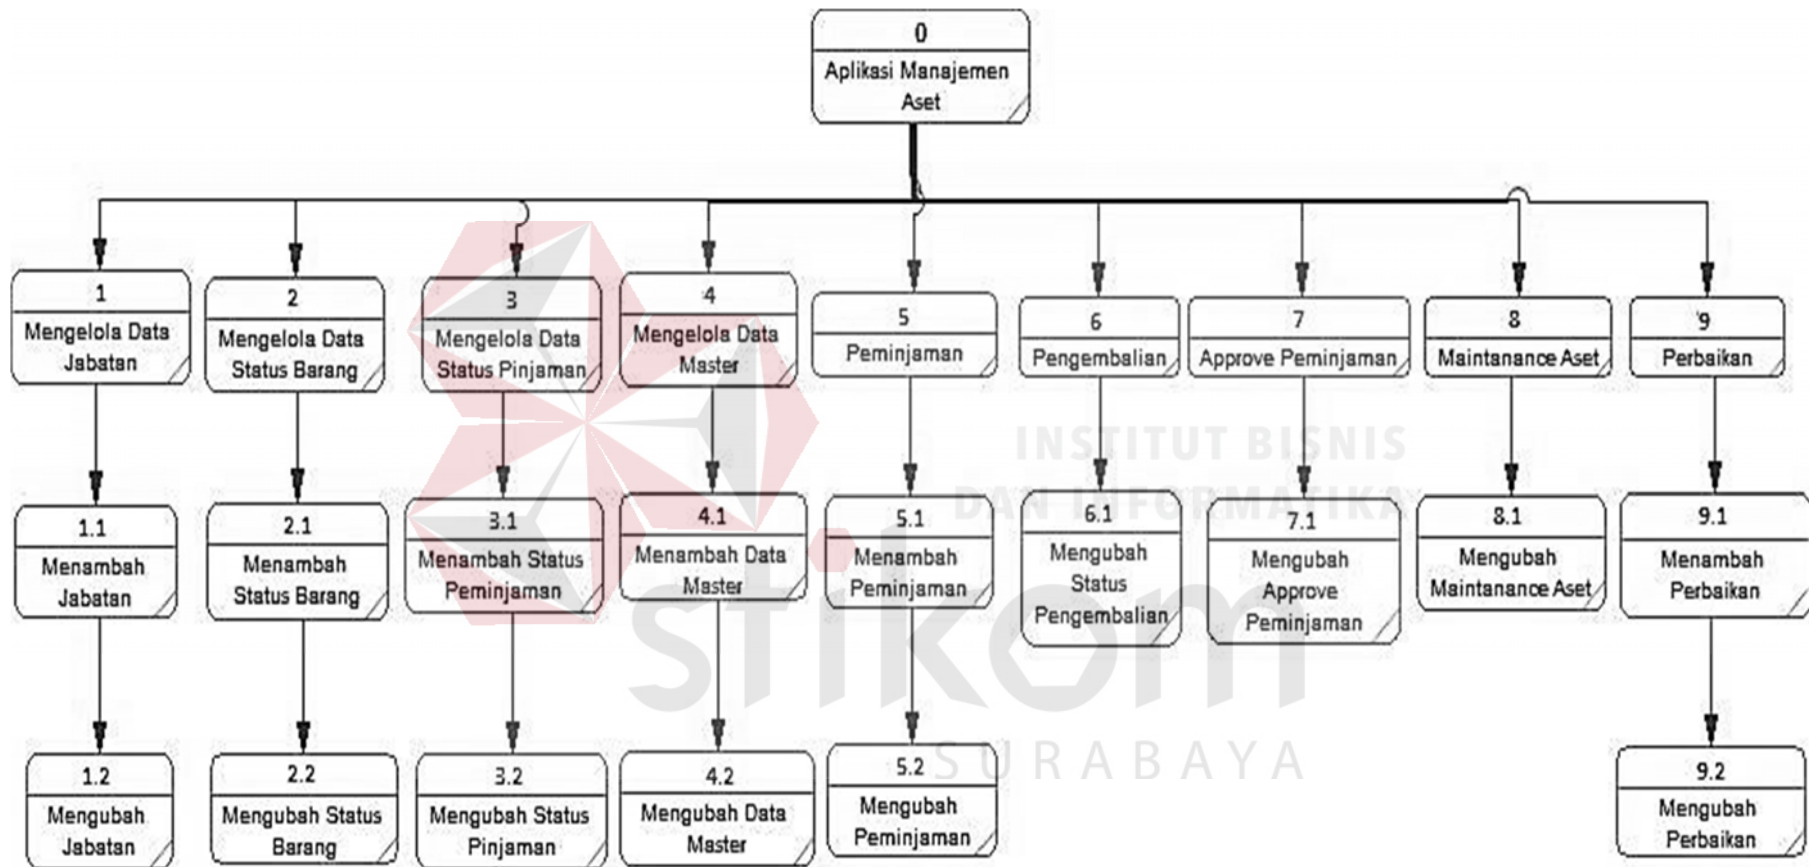 0
Aplikasi Manajemen
Aset
1
Mengelola Data
Jabatan
2
Mengelola Data
Status Barang
3
Mengelola Data
Status Pinjaman
4
Mengelola Data
Master
5
Peminjaman
6
Pengembalian
7
Approve Peminjaman
8
Maintanance Aset
9
Perbaikan
1.1
Menambah
Jabatan
2.1
Menambah
Status Barang
3.1
Menambah Status
Peminjaman
4.1
Menambah Data
Master
5.1
Menambah
Peminjaman
6.1
Mengubah
Status
Pengembalian
7.1
Mengubah
Approve
Peminjaman
8.1
Mengubah
Maintanance Aset
9.1
Menambah
Perbaikan
1.2
Mengubah
Jabatan
2.2
Mengubah Status
Barang
3.2
Mengubah Status
Pinjaman
4.2
Mengubah Data
Master
5.2
Mengubah
Peminjaman
9.2
Mengubah
Perbaikan
INSTITUT BISNIS
DAN INFORMATIKA
stikom
SURABAYA